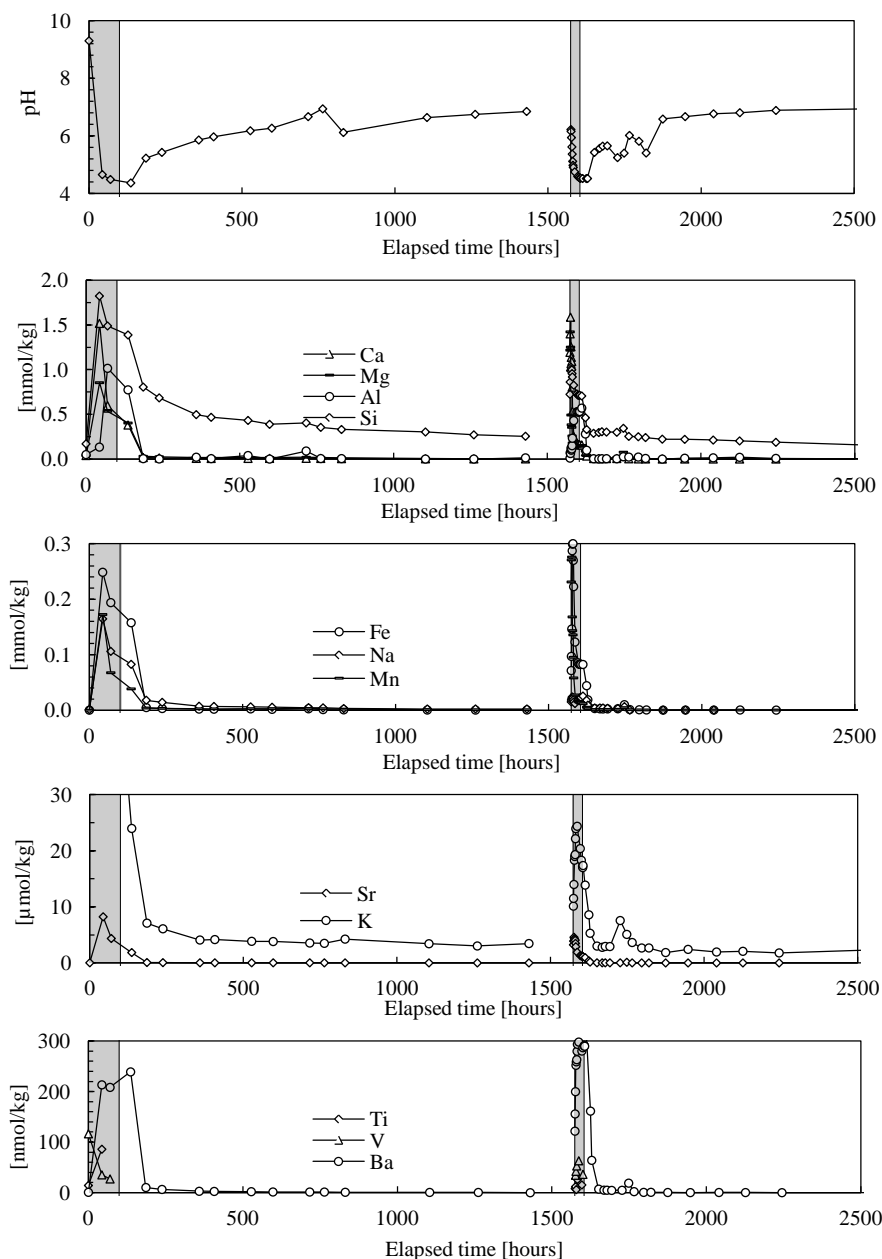 10
8
pH
6
4
0 500 1000 1500 2000 2500
Elapsed time [hours]
2.0
1.5
[mmol/kg]
1.0
0.5
0.0
Ca
Mg
Al
Si
0 500 1000 1500 2000 2500
Elapsed time [hours]
0.3
0.2
[mmol/kg]
0.1
0.0
Fe
Na
Mn
0 500 1000 1500 2000 2500
Elapsed time [hours]
30
20
[µmol/kg]
10
0
Sr
K
0 500 1000 1500 2000 2500
Elapsed time [hours]
300
200
[nmol/kg]
100
0
Ti
V
Ba
0 500 1000 1500 2000 2500
Elapsed time [hours]